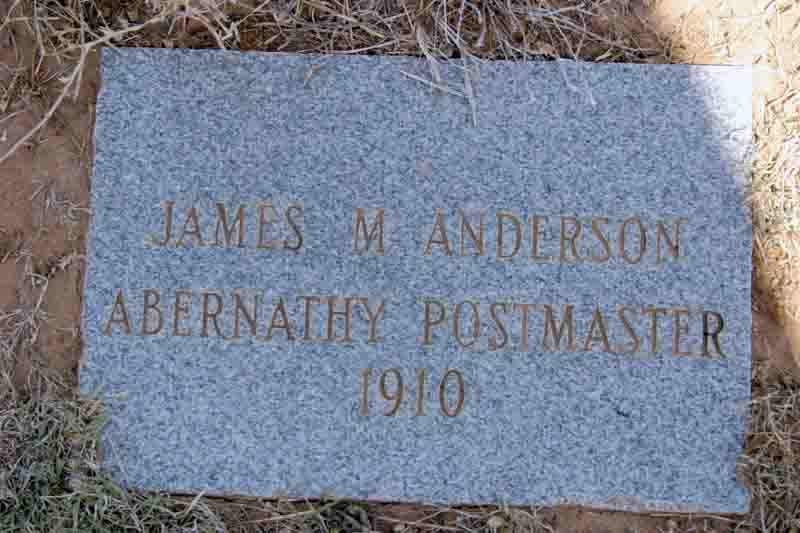 JAMES M ANDERSON
ABERNATHY POSTMASTER
1910